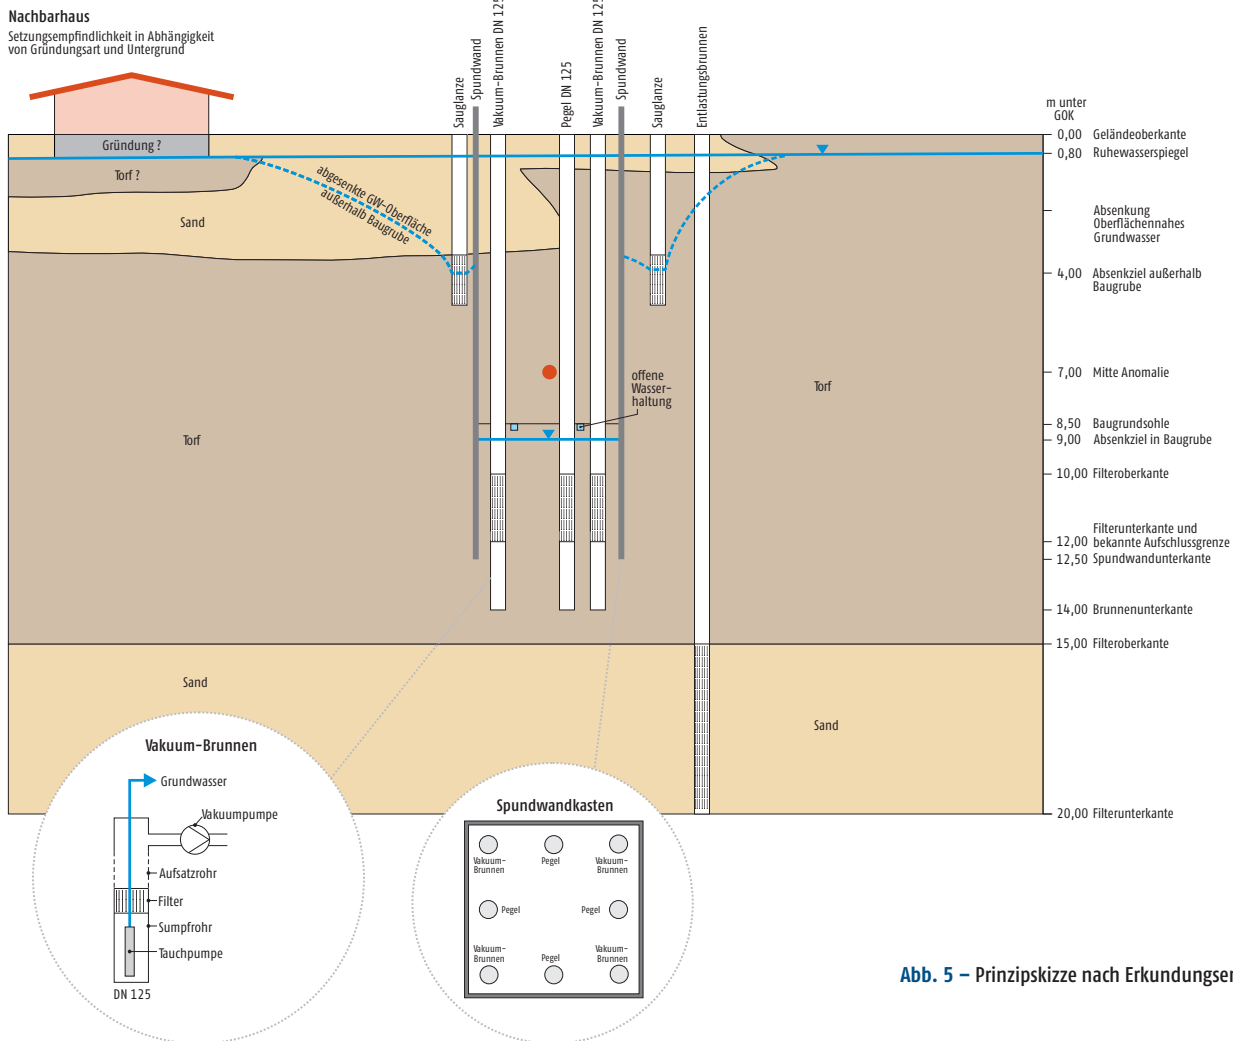 Nachbarhaus
Setzungsempfindlichkeit in Abhängigkeit
von Gründungsart und Untergrund
Sauglanze
Spundwand
Vakuum-Brunnen DN 125
Pegel DN 125
Vakuum-Brunnen DN 125
Spundwand
Sauglanze
Entlastungsbrunnen
m unter
GOK
0,00 Geländeoberkante
0,80 Ruhewasserspiegel
Absenkung
Oberflächennahes
Grundwasser
4,00 Absenkziel außerhalb
Baugrube
7,00 Mitte Anomalie
8,50 Baugrundsohle
9,00 Absenkziel in Baugrube
10,00 Filteroberkante
Filterunterkante und
12,00 bekannte Aufschlussgrenze
12,50 Spundwandunterkante
14,00 Brunnenunterkante
15,00 Filteroberkante
20,00 Filterunterkante
Gründung ?
Torf ?
Sand
abgesenkte GW-Oberfläche
außerhalb Baugrube
offene
Wasser-
haltung
Torf
Torf
Sand
Sand
Vakuum-Brunnen
Grundwasser
Vakuumpumpe
Aufsatzrohr
Filter
Sumpfrohr
Tauchpumpe
DN 125
Spundwandkasten
Vakuum-
Brunnen
Pegel
Vakuum-
Brunnen
Pegel
Pegel
Vakuum-
Brunnen
Pegel
Vakuum-
Brunnen
Abb. 5 – Prinzipskizze nach Erkundungser